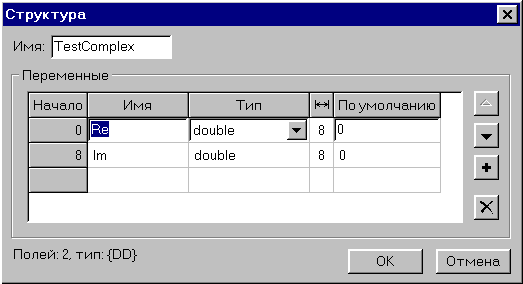 Структура
Имя: TestComplex
Переменные
Начало Имя Тип По умолчанию
0 Re double 8 0
8 Im double 8 0
Полей: 2, тип: {DD}
OK Отмена